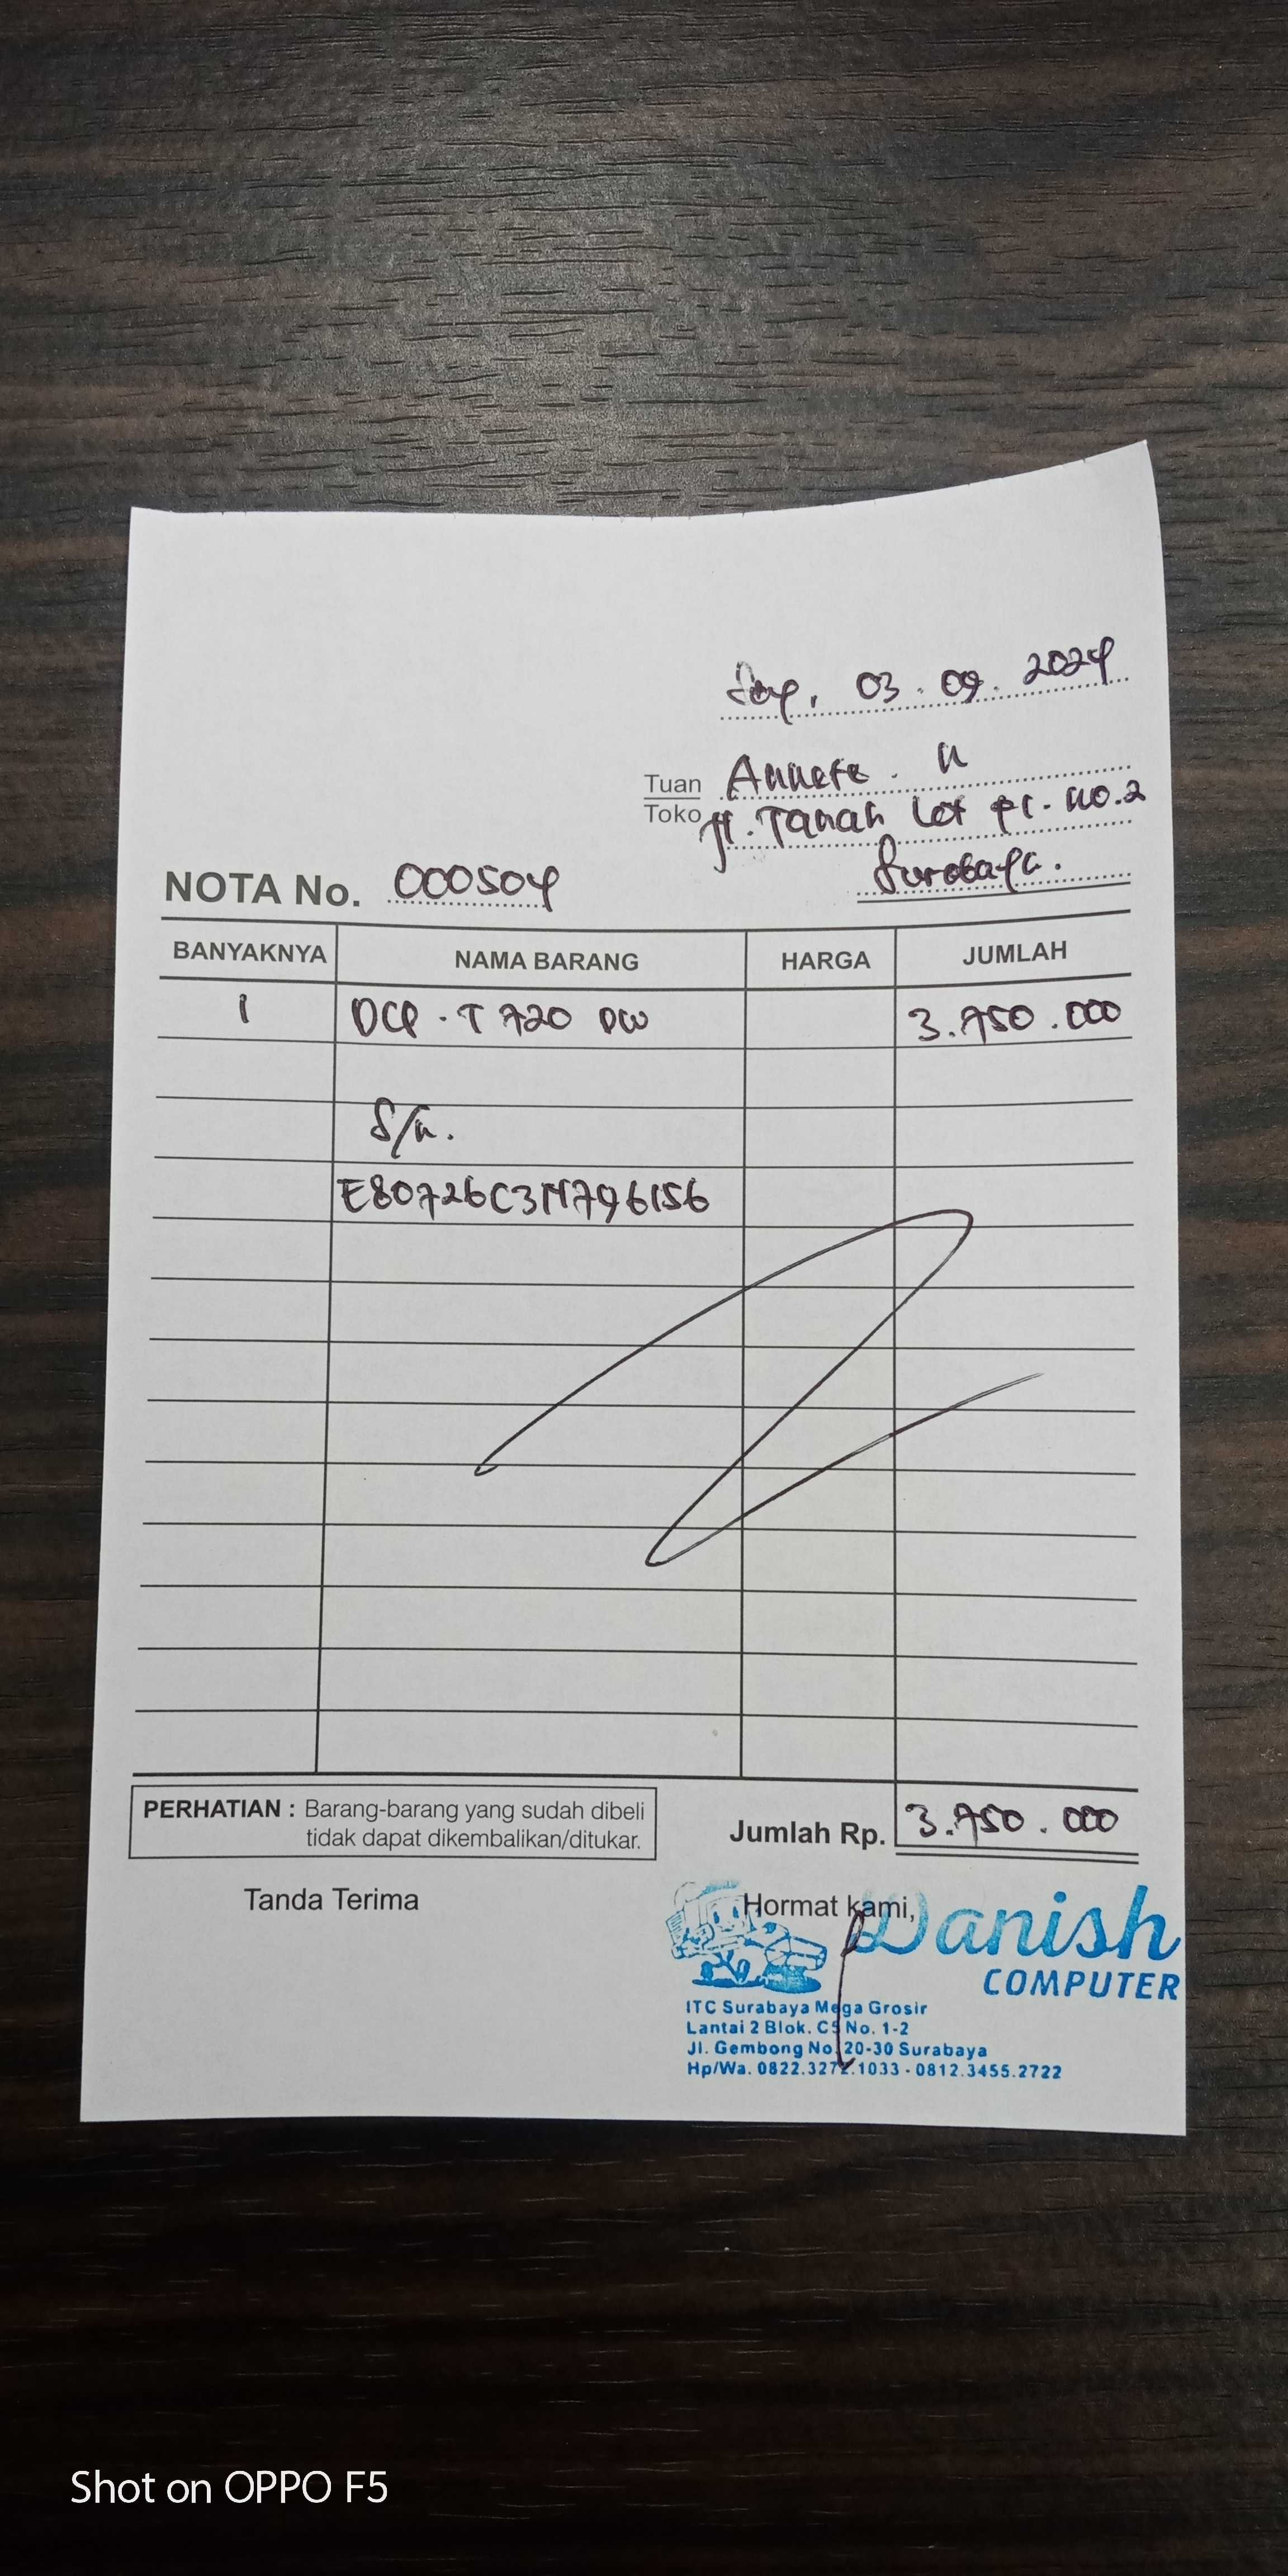 Sby, 03.09.2024
Tuan Annete. N
Toko Jl. Tanah Lot No.2
Surabaya.
NOTA No. 000504
BANYAKNYA NAMA BARANG HARGA JUMLAH
1 DCP-T720 DW 3.750.000
S/N.
E80726C3N796156
PERHATIAN : Barang-barang yang sudah dibeli
tidak dapat dikembalikan/ditukar.
Jumlah Rp. 3.750.000
Tanda Terima
Hormat kami,
Danish
COMPUTER
ITC Surabaya Mega Grosir
Lantai 2 Blok. C5 No. 1-2
Jl. Gembong No. 20-30 Surabaya
Hp/Wa. 0822.3272.1033 - 0812.3455.2722
Shot on OPPO F5